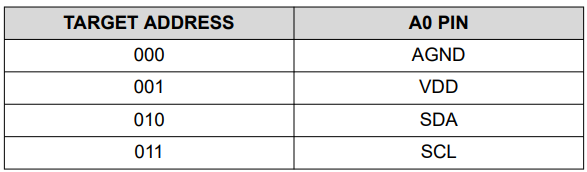 TARGET ADDRESS A0 PIN
000 AGND
001 VDD
010 SDA
011 SCL